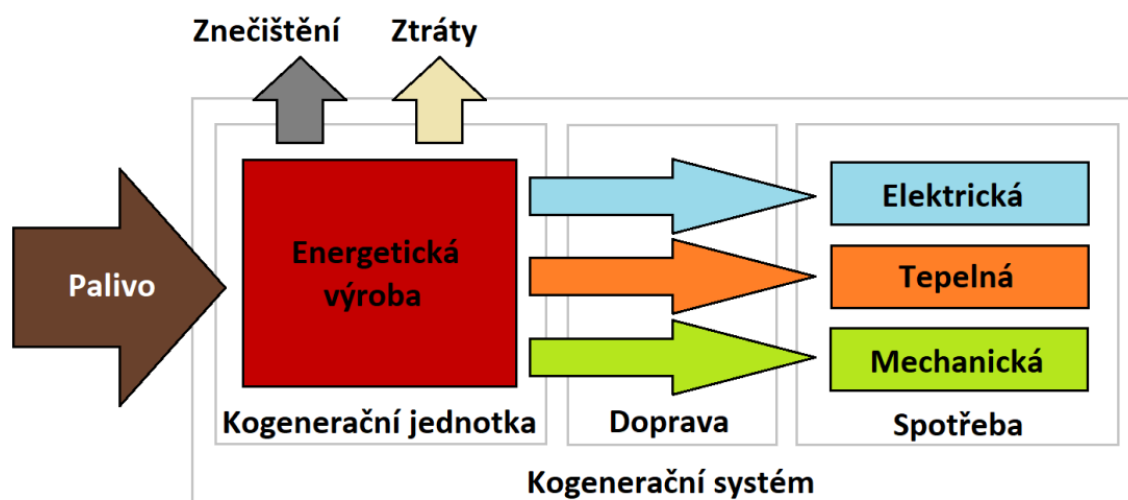 Znečištění
Ztráty
Palivo
Energetická
výroba
Elektrická
Tepelná
Mechanická
Kogenerační jednotka
Doprava
Spotřeba
Kogenerační systém